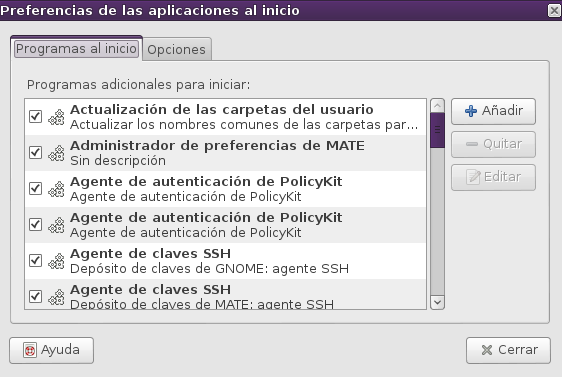 Preferencias de las aplicaciones al inicio
Programas al inicio
Opciones
Programas adicionales para iniciar:
Actualización de las carpetas del usuario
Actualizar los nombres comunes de las carpetas par...
Administrador de preferencias de MATE
Sin descripción
Agente de autenticación de PolicyKit
Agente de autenticación de PolicyKit
Agente de autenticación de PolicyKit
Agente de autenticación de PolicyKit
Agente de claves SSH
Depósito de claves de GNOME: agente SSH
Agente de claves SSH
Depósito de claves de MATE: agente SSH
Añadir
Quitar
Editar
Ayuda
Cerrar